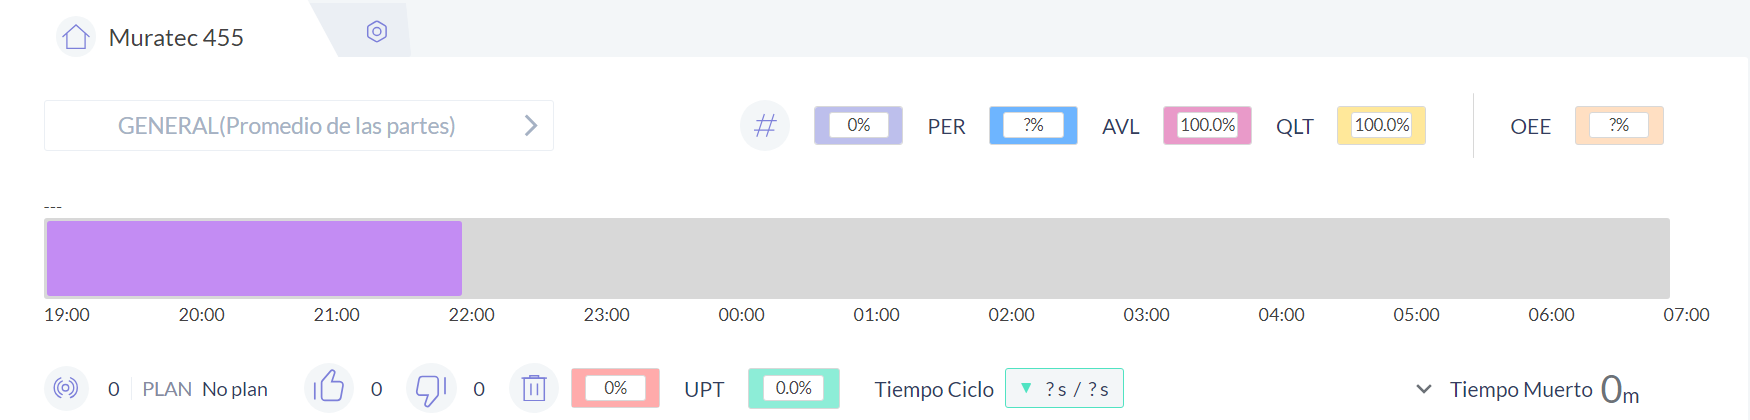 Muratec 455
GENERAL(Promedio de las partes)
# 0% PER ?% AVL 100.0% QLT 100.0% OEE ?%
---
19:00 20:00 21:00 22:00 23:00 00:00 01:00 02:00 03:00 04:00 05:00 06:00 07:00
0 PLAN No plan 0 0 0% UPT 0.0% Tiempo Ciclo ?s / ?s Tiempo Muerto 0m